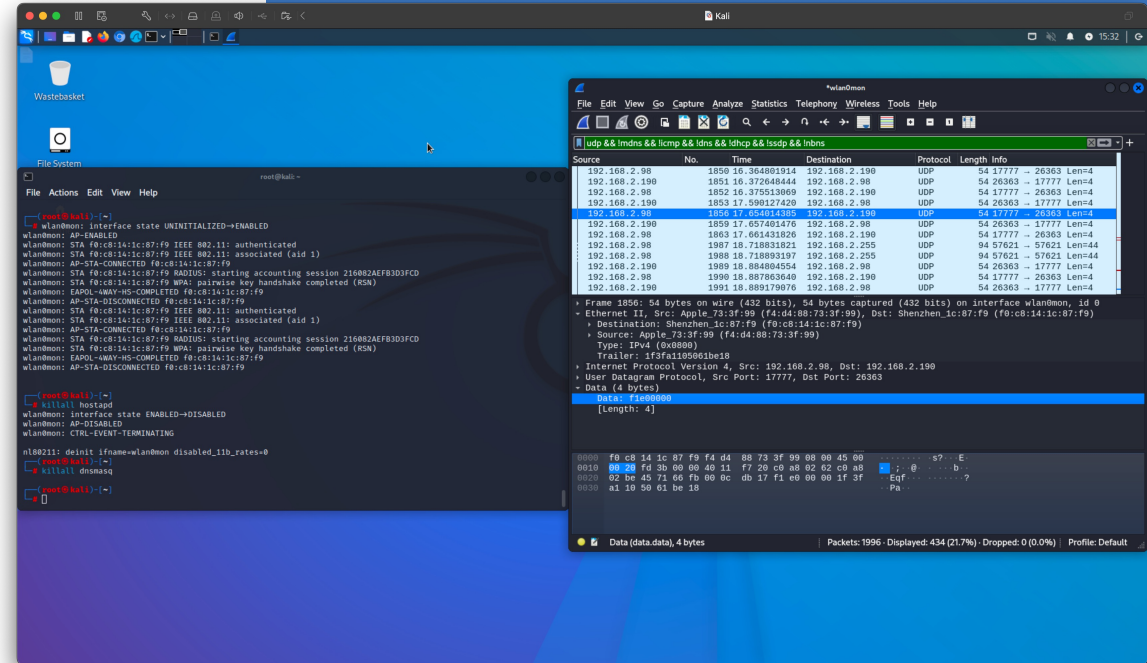 Kali
15:32
Wastebasket
File System
root@kali: ~
File Actions Edit View Help
┌──(root㉿kali)-[~]
└─# wlan0mon: interface state UNINITIALIZED→ENABLED
wlan0mon: AP-ENABLED
wlan0mon: STA f0:c8:14:1c:87:f9 IEEE 802.11: authenticated
wlan0mon: STA f0:c8:14:1c:87:f9 IEEE 802.11: associated (aid 1)
wlan0mon: AP-STA-CONNECTED f0:c8:14:1c:87:f9
wlan0mon: STA f0:c8:14:1c:87:f9 RADIUS: starting accounting session 216082AEFB3D3FCD
wlan0mon: STA f0:c8:14:1c:87:f9 WPA: pairwise key handshake completed (RSN)
wlan0mon: EAPOL-4WAY-HS-COMPLETED f0:c8:14:1c:87:f9
wlan0mon: AP-STA-DISCONNECTED f0:c8:14:1c:87:f9
wlan0mon: STA f0:c8:14:1c:87:f9 IEEE 802.11: authenticated
wlan0mon: STA f0:c8:14:1c:87:f9 IEEE 802.11: associated (aid 1)
wlan0mon: AP-STA-CONNECTED f0:c8:14:1c:87:f9
wlan0mon: STA f0:c8:14:1c:87:f9 RADIUS: starting accounting session 216082AEFB3D3FCD
wlan0mon: STA f0:c8:14:1c:87:f9 WPA: pairwise key handshake completed (RSN)
wlan0mon: EAPOL-4WAY-HS-COMPLETED f0:c8:14:1c:87:f9
wlan0mon: AP-STA-DISCONNECTED f0:c8:14:1c:87:f9
┌──(root㉿kali)-[~]
└─# killall hostapd
wlan0mon: interface state ENABLED→DISABLED
wlan0mon: AP-DISABLED
wlan0mon: CTRL-EVENT-TERMINATING
nl80211: deinit ifname=wlan0mon disabled_11b_rates=0
┌──(root㉿kali)-[~]
└─# killall dnsmasq
┌──(root㉿kali)-[~]
└─#
*wlan0mon
File Edit View Go Capture Analyze Statistics Telephony Wireless Tools Help
udp && !mdns && !icmp && !dns && !dhcp && !ssdp && !nbns
Source No. Time Destination Protocol Length Info
192.168.2.98 1850 16.364801914 192.168.2.190 UDP 54 17777 → 26363 Len=4
192.168.2.190 1851 16.372648444 192.168.2.98 UDP 54 26363 → 17777 Len=4
192.168.2.98 1852 16.375513069 192.168.2.190 UDP 54 17777 → 26363 Len=4
192.168.2.190 1853 17.590127420 192.168.2.98 UDP 54 26363 → 17777 Len=4
192.168.2.98 1856 17.654014385 192.168.2.190 UDP 54 17777 → 26363 Len=4
192.168.2.190 1859 17.657401476 192.168.2.98 UDP 54 26363 → 17777 Len=4
192.168.2.98 1863 17.661431826 192.168.2.190 UDP 54 17777 → 26363 Len=4
192.168.2.98 1987 18.718831821 192.168.2.255 UDP 94 57621 → 57621 Len=44
192.168.2.98 1988 18.718893197 192.168.2.255 UDP 94 57621 → 57621 Len=44
192.168.2.190 1989 18.884804554 192.168.2.98 UDP 54 26363 → 17777 Len=4
192.168.2.98 1990 18.887863640 192.168.2.190 UDP 54 17777 → 26363 Len=4
192.168.2.190 1991 18.889179076 192.168.2.98 UDP 54 26363 → 17777 Len=4
Frame 1856: 54 bytes on wire (432 bits), 54 bytes captured (432 bits) on interface wlan0mon, id 0
Ethernet II, Src: Apple_73:3f:99 (f4:d4:88:73:3f:99), Dst: Shenzhen_1c:87:f9 (f0:c8:14:1c:87:f9)
Destination: Shenzhen_1c:87:f9 (f0:c8:14:1c:87:f9)
Source: Apple_73:3f:99 (f4:d4:88:73:3f:99)
Type: IPv4 (0x0800)
Trailer: 1f3fa1105061be18
Internet Protocol Version 4, Src: 192.168.2.98, Dst: 192.168.2.190
User Datagram Protocol, Src Port: 17777, Dst Port: 26363
Data (4 bytes)
Data: f1e00000
[Length: 4]
0000 f0 c8 14 1c 87 f9 f4 d4 88 73 3f 99 08 00 45 00 ·········s?···E·
0010 00 20 fd 3b 00 00 40 11 f7 20 c0 a8 02 62 c0 a8 · ·;··@·· ···b··
0020 02 be 45 71 66 fb 00 0c db 17 f1 e0 00 00 1f 3f ··Eqf··········?
0030 a1 10 50 61 be 18 ··Pa··
Data (data.data), 4 bytes
Packets: 1996 · Displayed: 434 (21.7%) · Dropped: 0 (0.0%)
Profile: Default